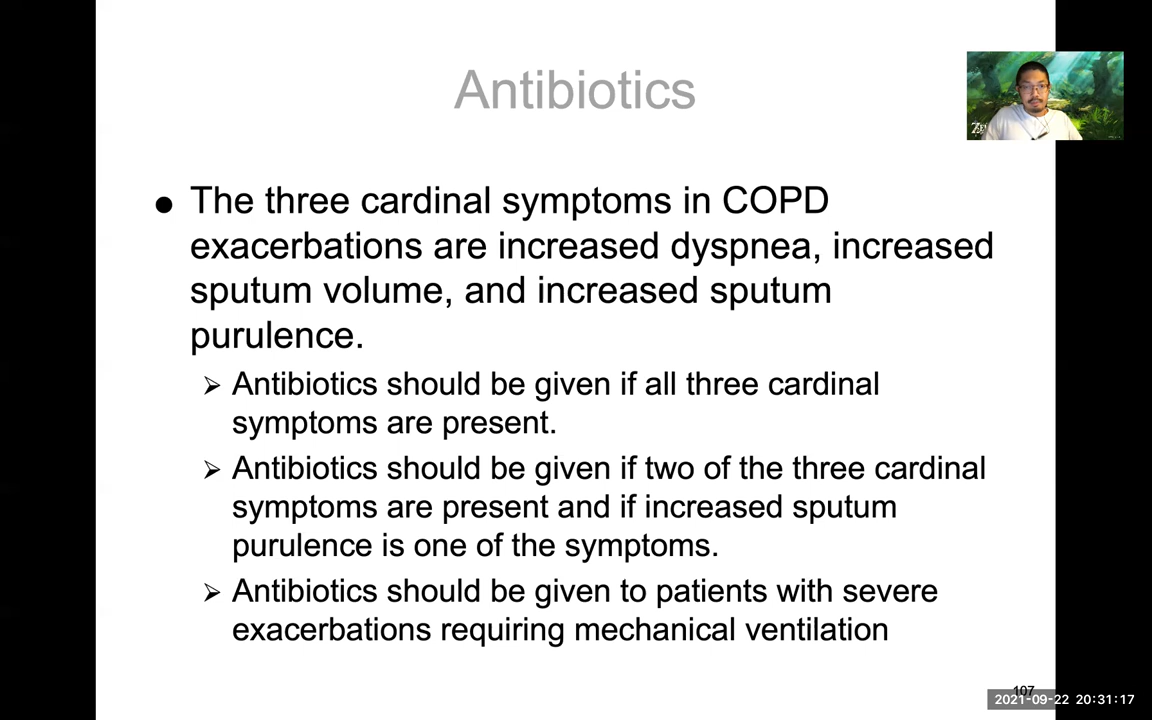 Antibiotics
● The three cardinal symptoms in COPD
exacerbations are increased dyspnea, increased
sputum volume, and increased sputum
purulence.
➢ Antibiotics should be given if all three cardinal
symptoms are present.
➢ Antibiotics should be given if two of the three cardinal
symptoms are present and if increased sputum
purulence is one of the symptoms.
➢ Antibiotics should be given to patients with severe
exacerbations requiring mechanical ventilation
107
2021-09-22 20:31:17